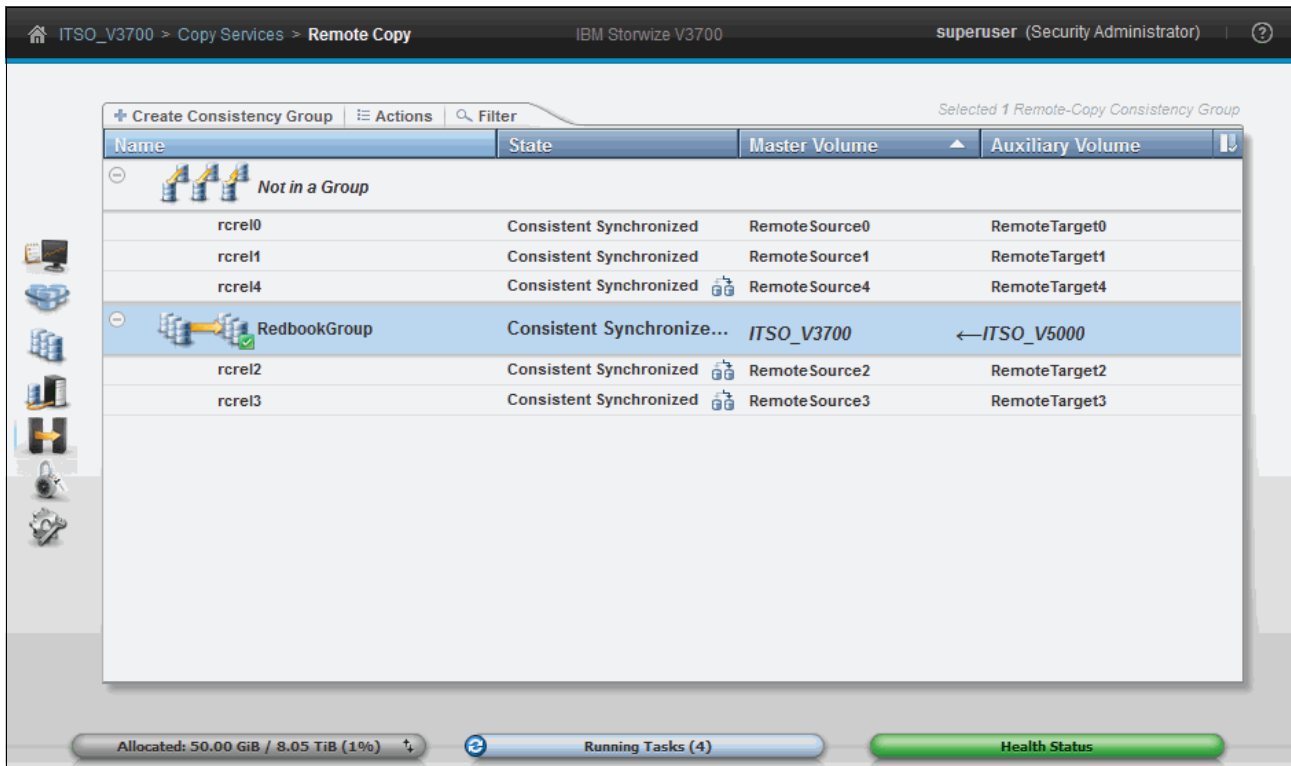 ITSO_V3700 > Copy Services > Remote Copy IBM Storwize V3700 superuser (Security Administrator) | ?
Create Consistency Group Actions Filter Selected 1 Remote-Copy Consistency Group
Name State Master Volume Auxiliary Volume
Not in a Group
rcrel0 Consistent Synchronized RemoteSource0 RemoteTarget0
rcrel1 Consistent Synchronized RemoteSource1 RemoteTarget1
rcrel4 Consistent Synchronized RemoteSource4 RemoteTarget4
RedbookGroup Consistent Synchronize... ITSO_V3700 ←ITSO_V5000
rcrel2 Consistent Synchronized RemoteSource2 RemoteTarget2
rcrel3 Consistent Synchronized RemoteSource3 RemoteTarget3
Allocated: 50.00 GiB / 8.05 TiB (1%) Running Tasks (4) Health Status